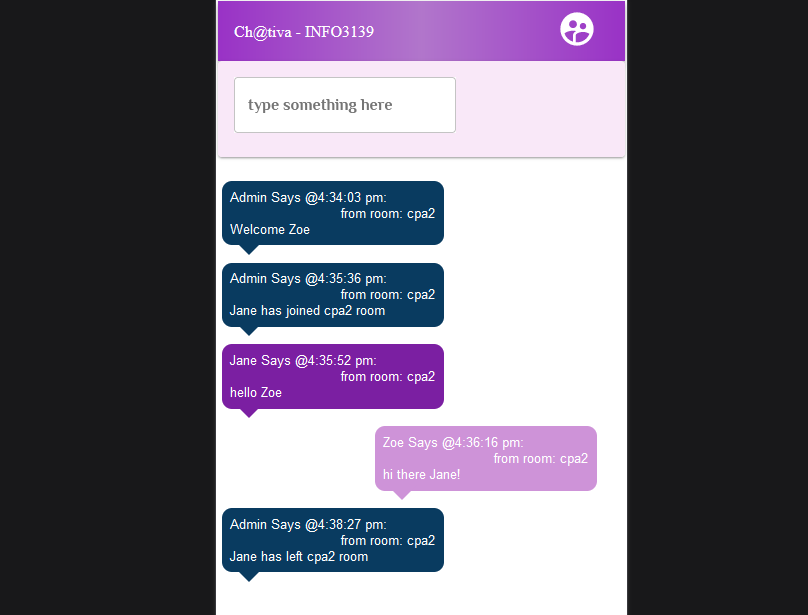 Ch@tiva - INFO3139
type something here
Admin Says @4:34:03 pm:
from room: cpa2
Welcome Zoe
Admin Says @4:35:36 pm:
from room: cpa2
Jane has joined cpa2 room
Jane Says @4:35:52 pm:
from room: cpa2
hello Zoe
Zoe Says @4:36:16 pm:
from room: cpa2
hi there Jane!
Admin Says @4:38:27 pm:
from room: cpa2
Jane has left cpa2 room